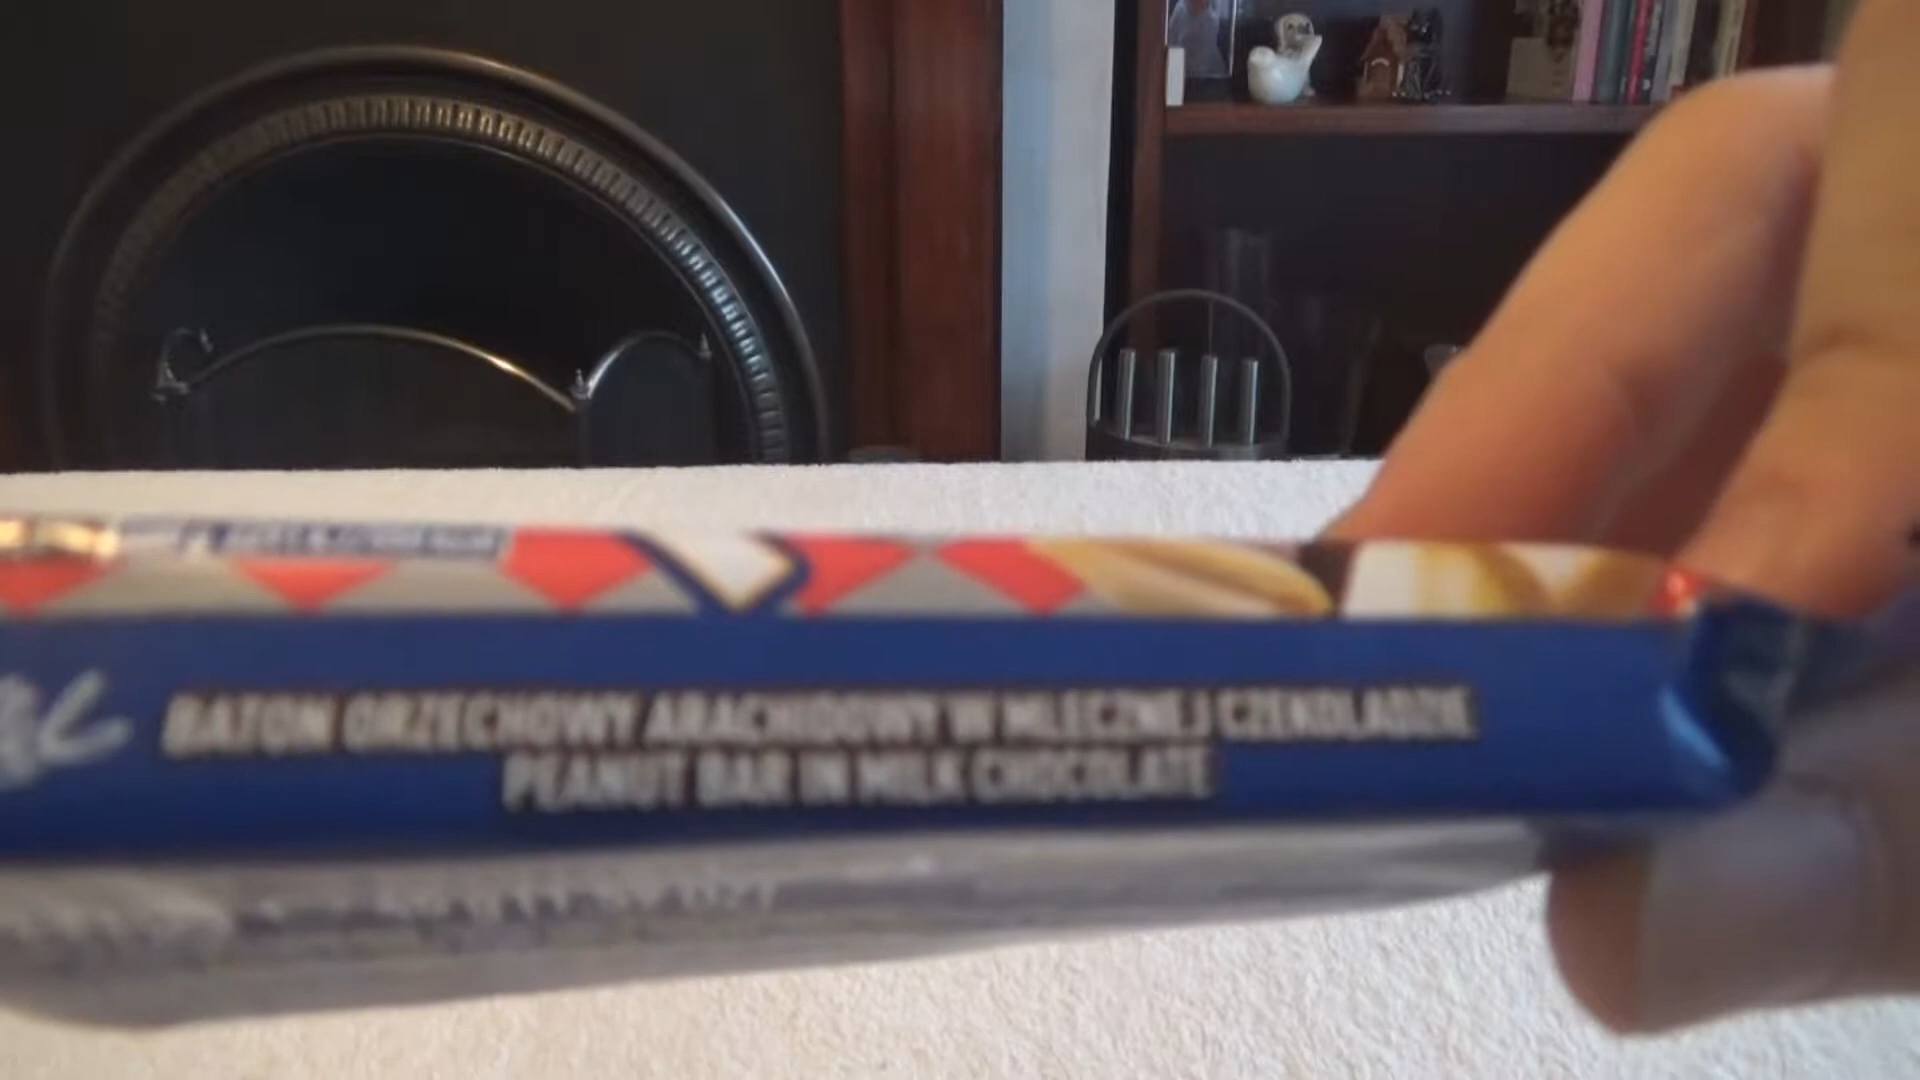 BATON ORZECHOWY ARACHIDOWY W MLECZNEJ CZEKOLADZIE
PEANUT BAR IN MILK CHOCOLATE